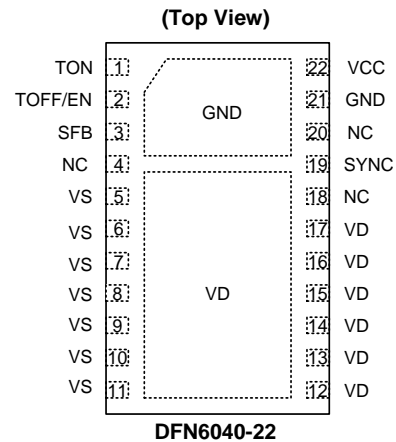 (Top View)
TON 1 22 VCC
TOFF/EN 2 GND 21 GND
SFB 3 20 NC
NC 4 19 SYNC
VS 5 18 NC
VS 6 17 VD
VS 7 16 VD
VS 8 VD 15 VD
VS 9 14 VD
VS 10 13 VD
VS 11 12 VD
DFN6040-22